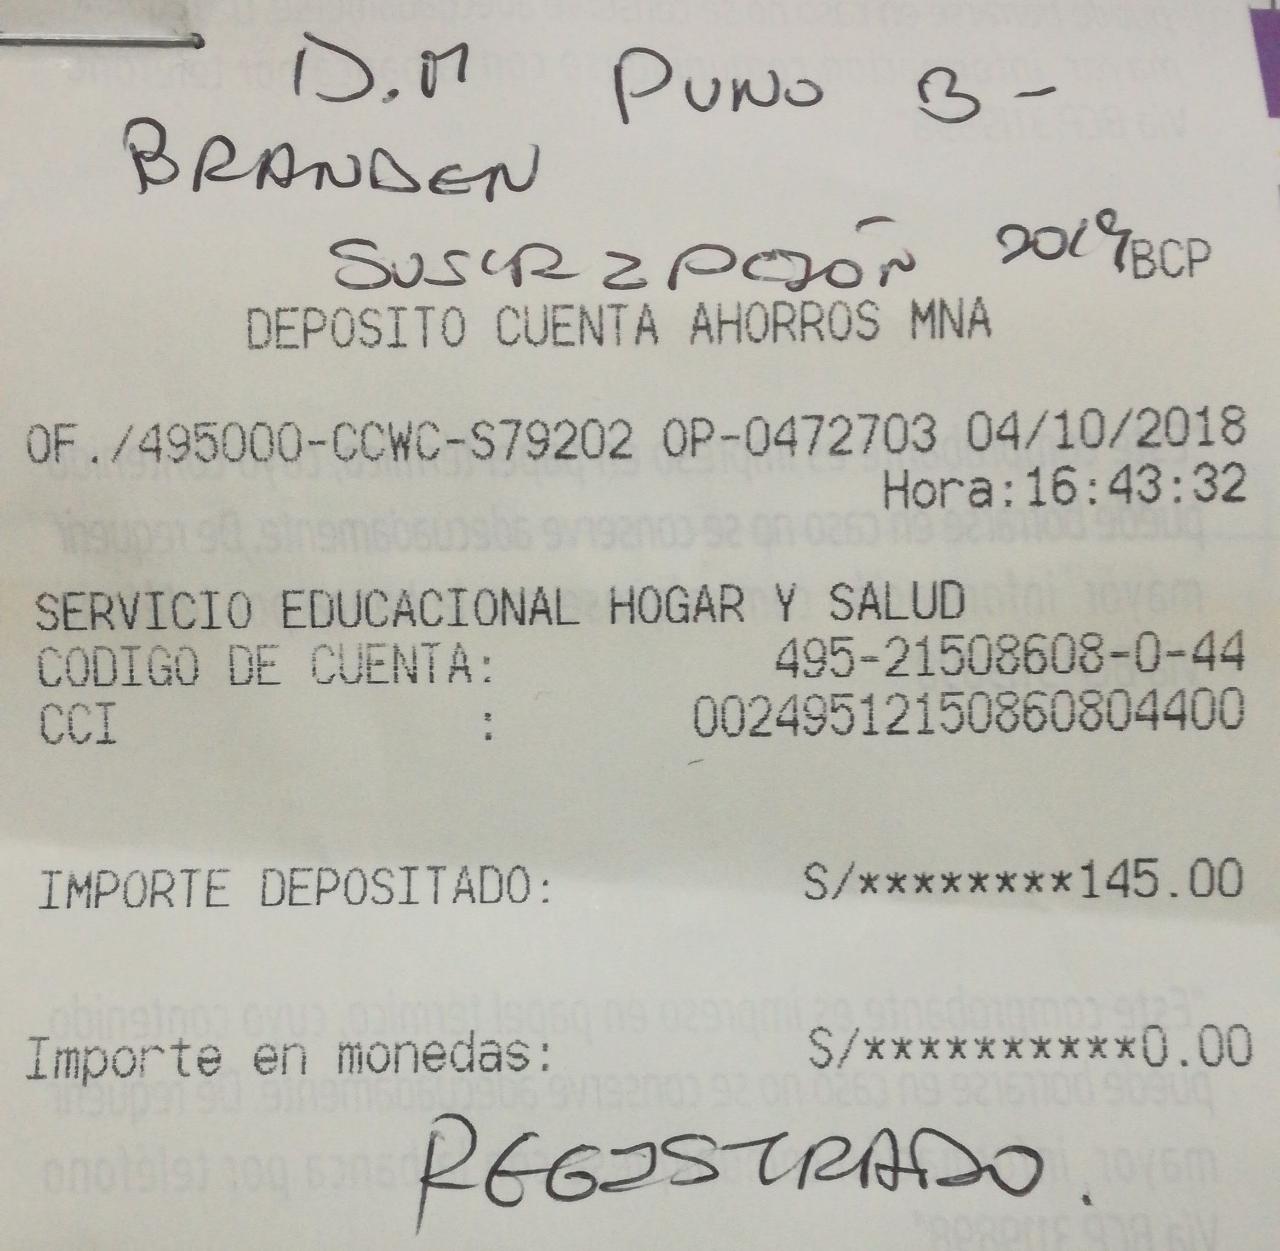 D.M PUNO 3-
BRANDEN
SUSCRIPCIÓN 2019
BCP
DEPOSITO CUENTA AHORROS MNA
OF./495000-CCWC-S79202 OP-0472703 04/10/2018
Hora:16:43:32
SERVICIO EDUCACIONAL HOGAR Y SALUD
CODIGO DE CUENTA: 495-21508608-0-44
CCI : 00249512150860804400
IMPORTE DEPOSITADO: S/********145.00
Importe en monedas: S/**********0.00
REGISTRADO.